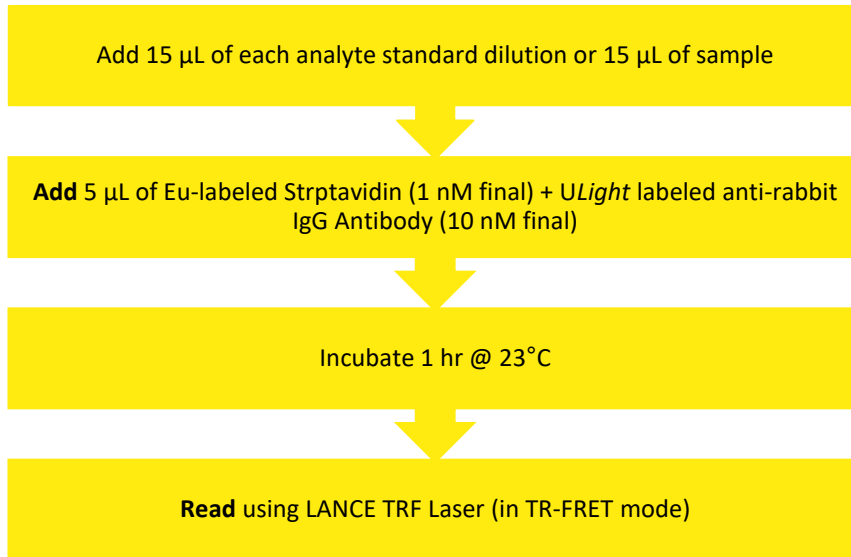 Add 15 µL of each analyte standard dilution or 15 µL of sample
Add 5 µL of Eu-labeled Strptavidin (1 nM final) + ULight labeled anti-rabbit
IgG Antibody (10 nM final)
Incubate 1 hr @ 23°C
Read using LANCE TRF Laser (in TR-FRET mode)